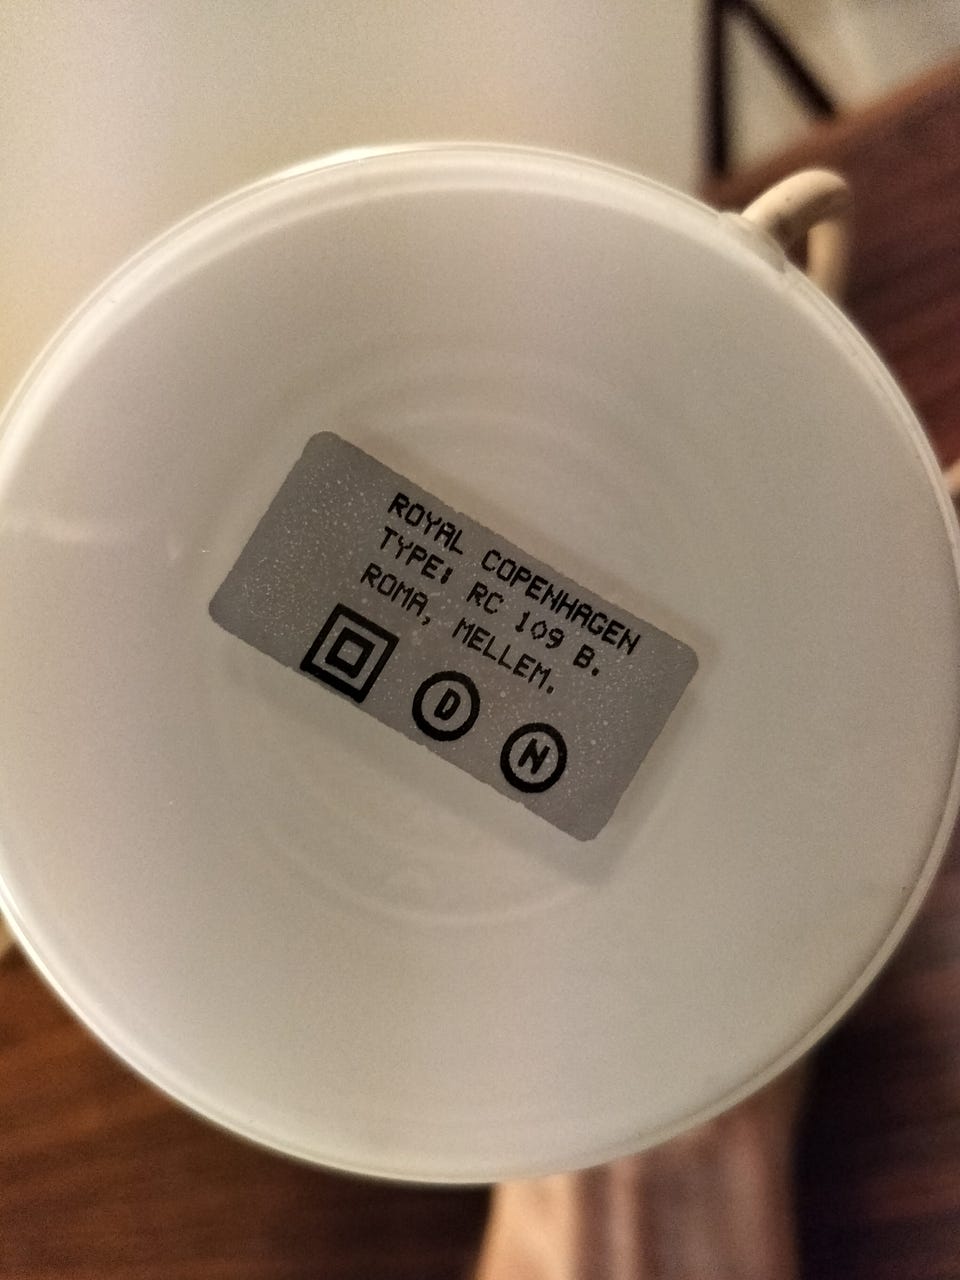 ROYAL COPENHAGEN
TYPE: RC 109 B.
ROMA, MELLEM.
D N